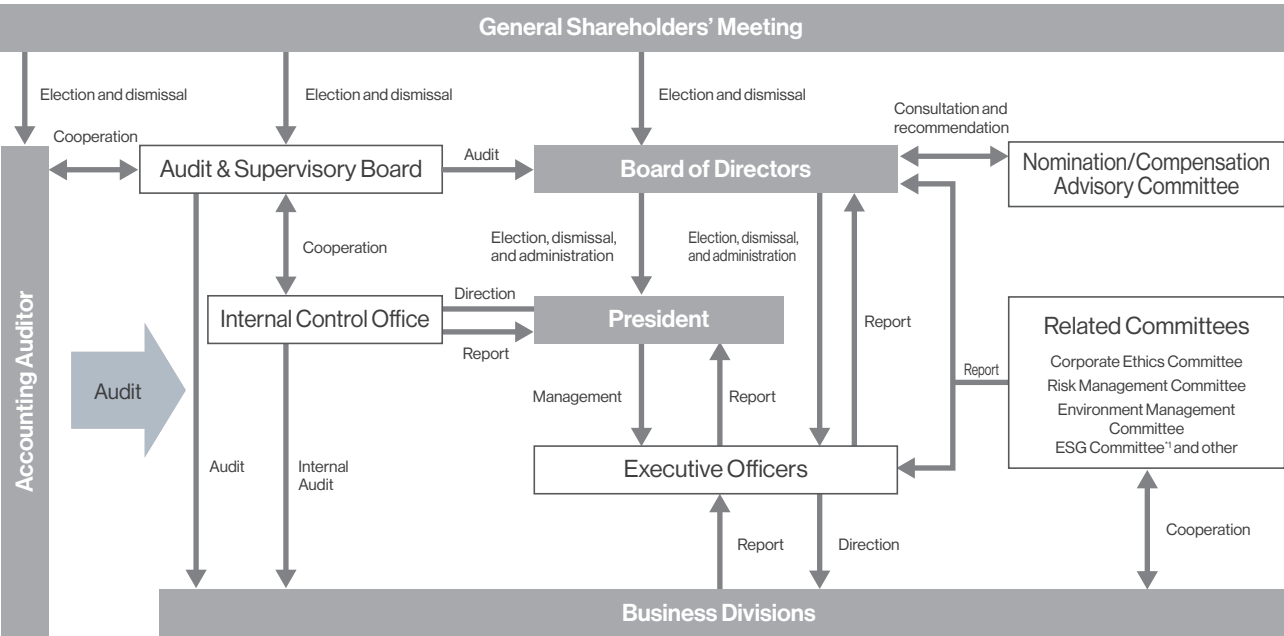 General Shareholders' Meeting
Election and dismissal
Election and dismissal
Election and dismissal
Consultation and
recommendation
Cooperation
Audit & Supervisory Board
Audit
Board of Directors
Nomination/Compensation
Advisory Committee
Cooperation
Election, dismissal,
and administration
Election, dismissal,
and administration
Accounting Auditor
Internal Control Office
Direction
Report
President
Report
Related Committees
Corporate Ethics Committee
Risk Management Committee
Environment Management
Committee
ESG Committee*1 and other
Report
Audit
Management
Report
Audit
Internal
Audit
Executive Officers
Report
Direction
Cooperation
Business Divisions